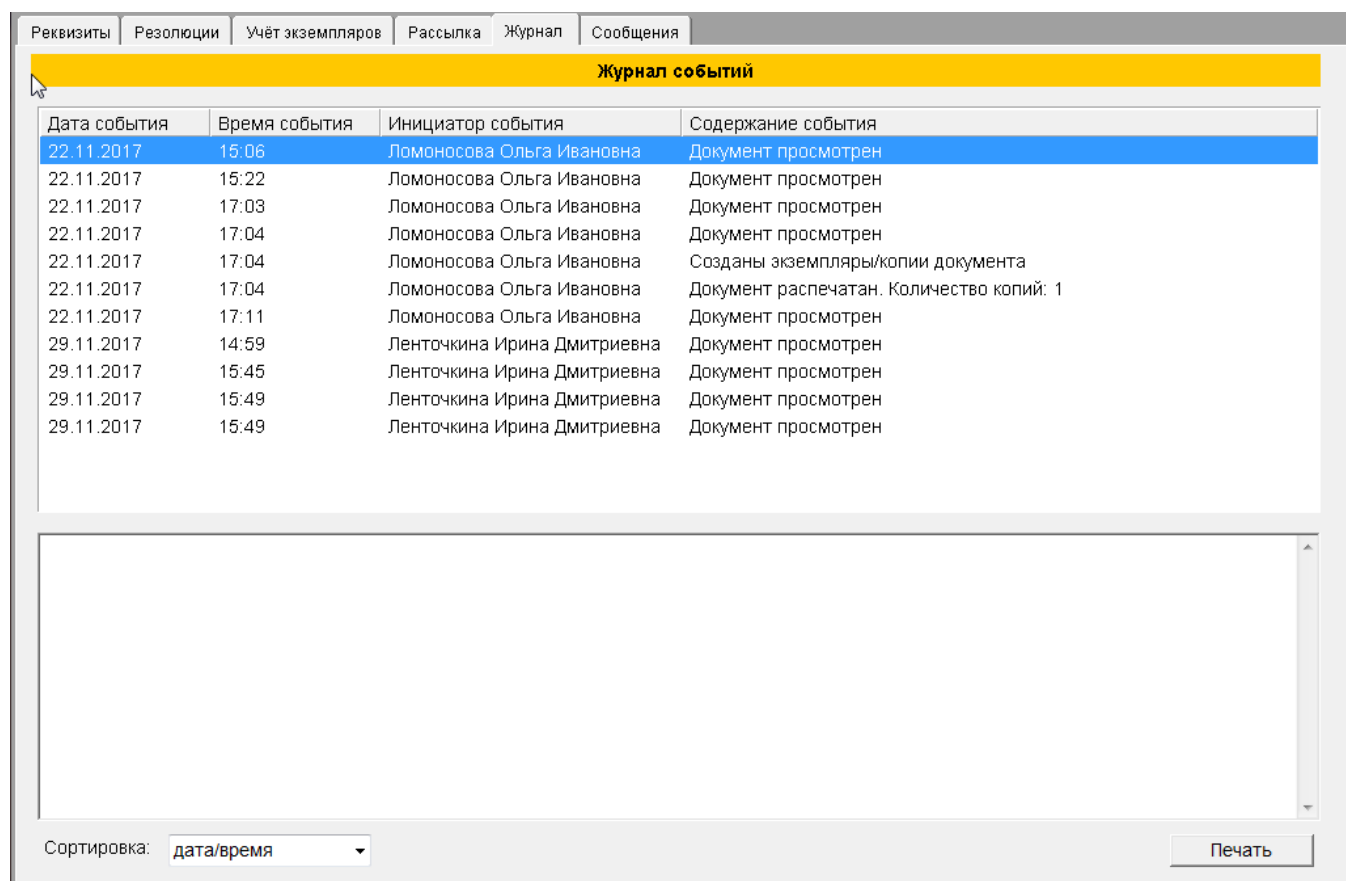 Реквизиты Резолюции Учёт экземпляров Рассылка Журнал Сообщения
Журнал событий
Дата события Время события Инициатор события Содержание события
22.11.2017 15:06 Ломоносова Ольга Ивановна Документ просмотрен
22.11.2017 15:22 Ломоносова Ольга Ивановна Документ просмотрен
22.11.2017 17:03 Ломоносова Ольга Ивановна Документ просмотрен
22.11.2017 17:04 Ломоносова Ольга Ивановна Документ просмотрен
22.11.2017 17:04 Ломоносова Ольга Ивановна Созданы экземпляры/копии документа
22.11.2017 17:04 Ломоносова Ольга Ивановна Документ распечатан. Количество копий: 1
22.11.2017 17:11 Ломоносова Ольга Ивановна Документ просмотрен
29.11.2017 14:59 Ленточкина Ирина Дмитриевна Документ просмотрен
29.11.2017 15:45 Ленточкина Ирина Дмитриевна Документ просмотрен
29.11.2017 15:49 Ленточкина Ирина Дмитриевна Документ просмотрен
29.11.2017 15:49 Ленточкина Ирина Дмитриевна Документ просмотрен
Сортировка: дата/время Печать